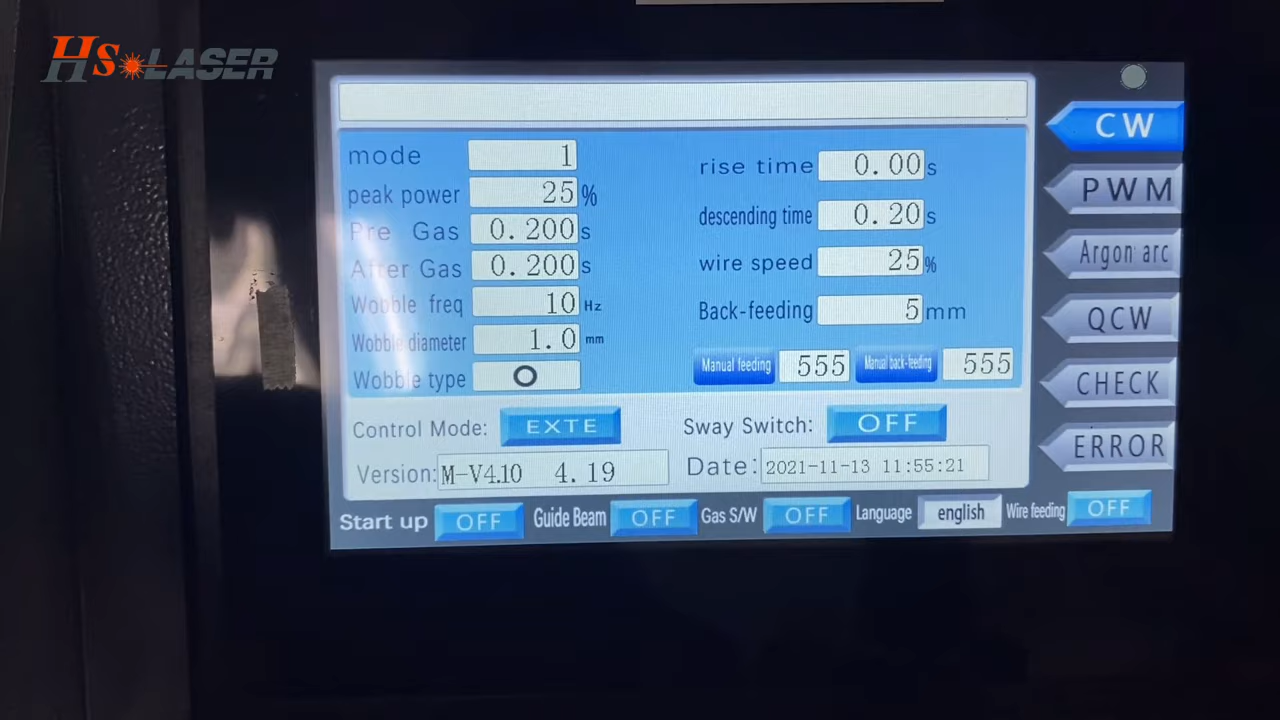 Hs LASER
CW
mode 1
peak power 25 %
Pre Gas 0.200 s
After Gas 0.200 s
Wobble freq 10 Hz
Wobble diameter 1.0 mm
Wobble type O
rise time 0.00 s
descending time 0.20 s
wire speed 25 %
Back-feeding 5 mm
Manual feeding 555 Manual back-feeding 555
PWM
Argon arc
QCW
CHECK
ERROR
Control Mode: EXTE Sway Switch: OFF
Version: M-V4.10 4.19 Date: 2021-11-13 11:55:21
Start up OFF Guide Beam OFF Gas S/W OFF Language english Wire feeding OFF